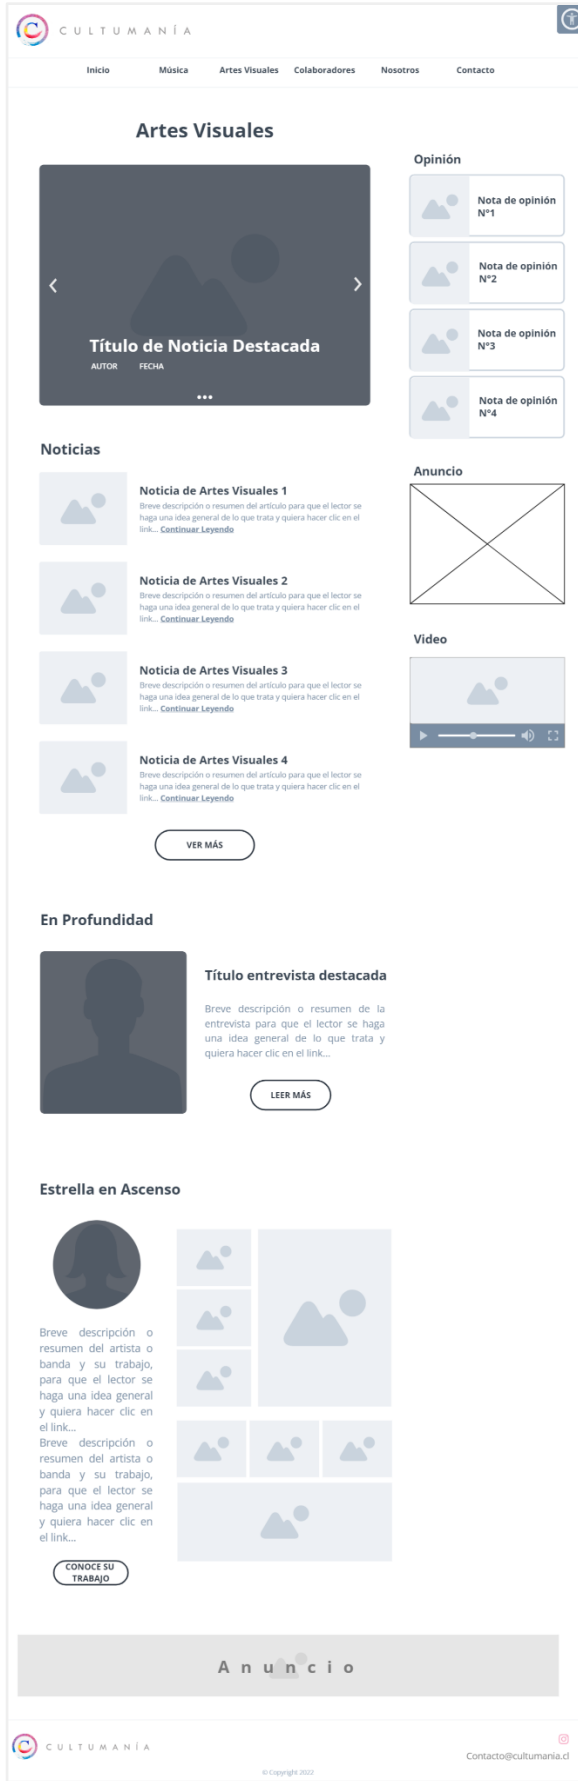 CULTUMANÍA
Inicio Música Artes Visuales Colaboradores Nosotros Contacto
Artes Visuales
Título de Noticia Destacada
AUTOR FECHA
Opinión
Nota de opinión
N°1
Nota de opinión
N°2
Nota de opinión
N°3
Nota de opinión
N°4
Anuncio
Video
Noticias
Noticia de Artes Visuales 1
Breve descripción o resumen del artículo para que el lector se
haga una idea general de lo que trata y quiera hacer clic en el
link... Continuar Leyendo
Noticia de Artes Visuales 2
Breve descripción o resumen del artículo para que el lector se
haga una idea general de lo que trata y quiera hacer clic en el
link... Continuar Leyendo
Noticia de Artes Visuales 3
Breve descripción o resumen del artículo para que el lector se
haga una idea general de lo que trata y quiera hacer clic en el
link... Continuar Leyendo
Noticia de Artes Visuales 4
Breve descripción o resumen del artículo para que el lector se
haga una idea general de lo que trata y quiera hacer clic en el
link... Continuar Leyendo
VER MÁS
En Profundidad
Título entrevista destacada
Breve descripción o resumen de la
entrevista para que el lector se haga
una idea general de lo que trata y
quiera hacer clic en el link...
LEER MÁS
Estrella en Ascenso
Breve descripción o
resumen del artista o
banda y su trabajo,
para que el lector se
haga una idea general
y quiera hacer clic en
el link...
Breve descripción o
resumen del artista o
banda y su trabajo,
para que el lector se
haga una idea general
y quiera hacer clic en
el link...
CONOCE SU
TRABAJO
Anuncio
CULTUMANÍA
Contacto@cultumania.cl
© Copyright 2022